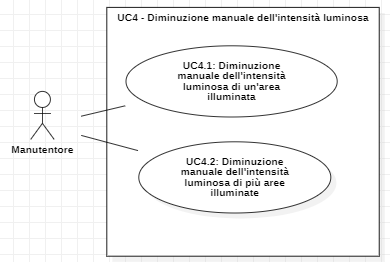 UC4 - Diminuzione manuale dell'intensità luminosa
UC4.1: Diminuzione
manuale dell'intensità
luminosa di un'area
illuminata
Manutentore
UC4.2: Diminuzione
manuale dell'intensità
luminosa di più aree
illuminate